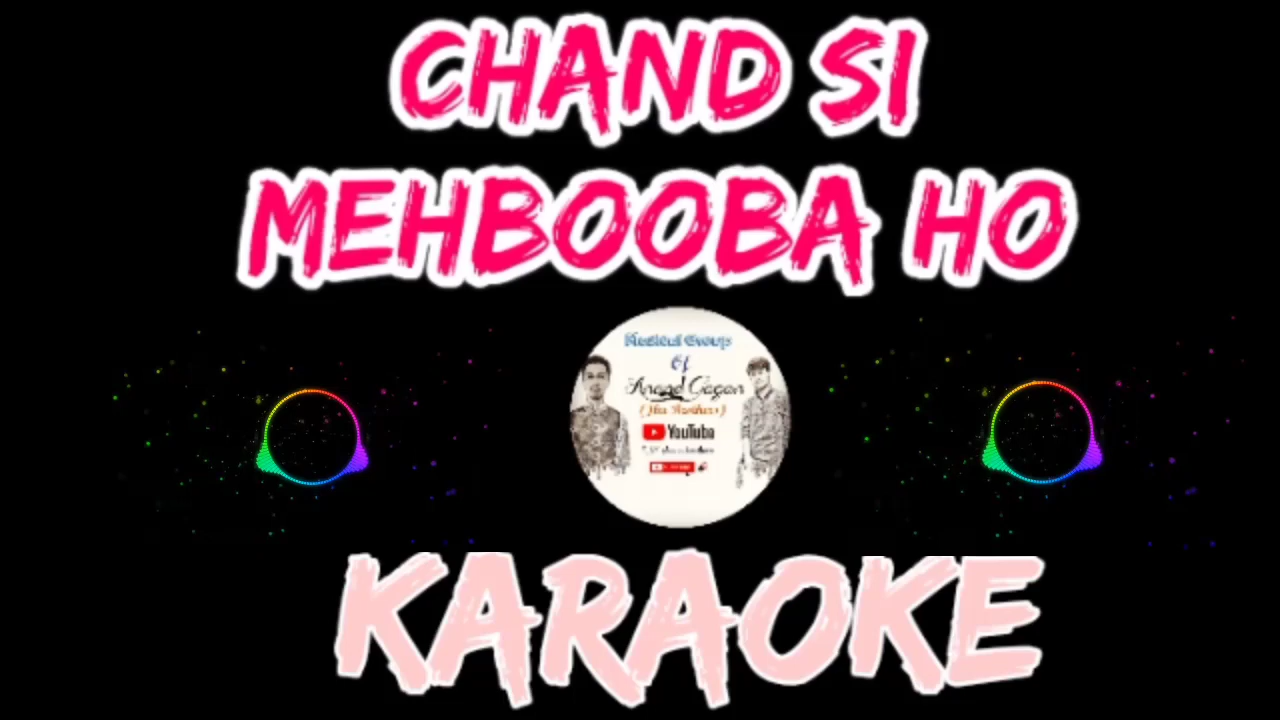 CHAND SI
MEHBOOBA HO
Musical Group
Of
Anand Gagan
YouTube
KARAOKE